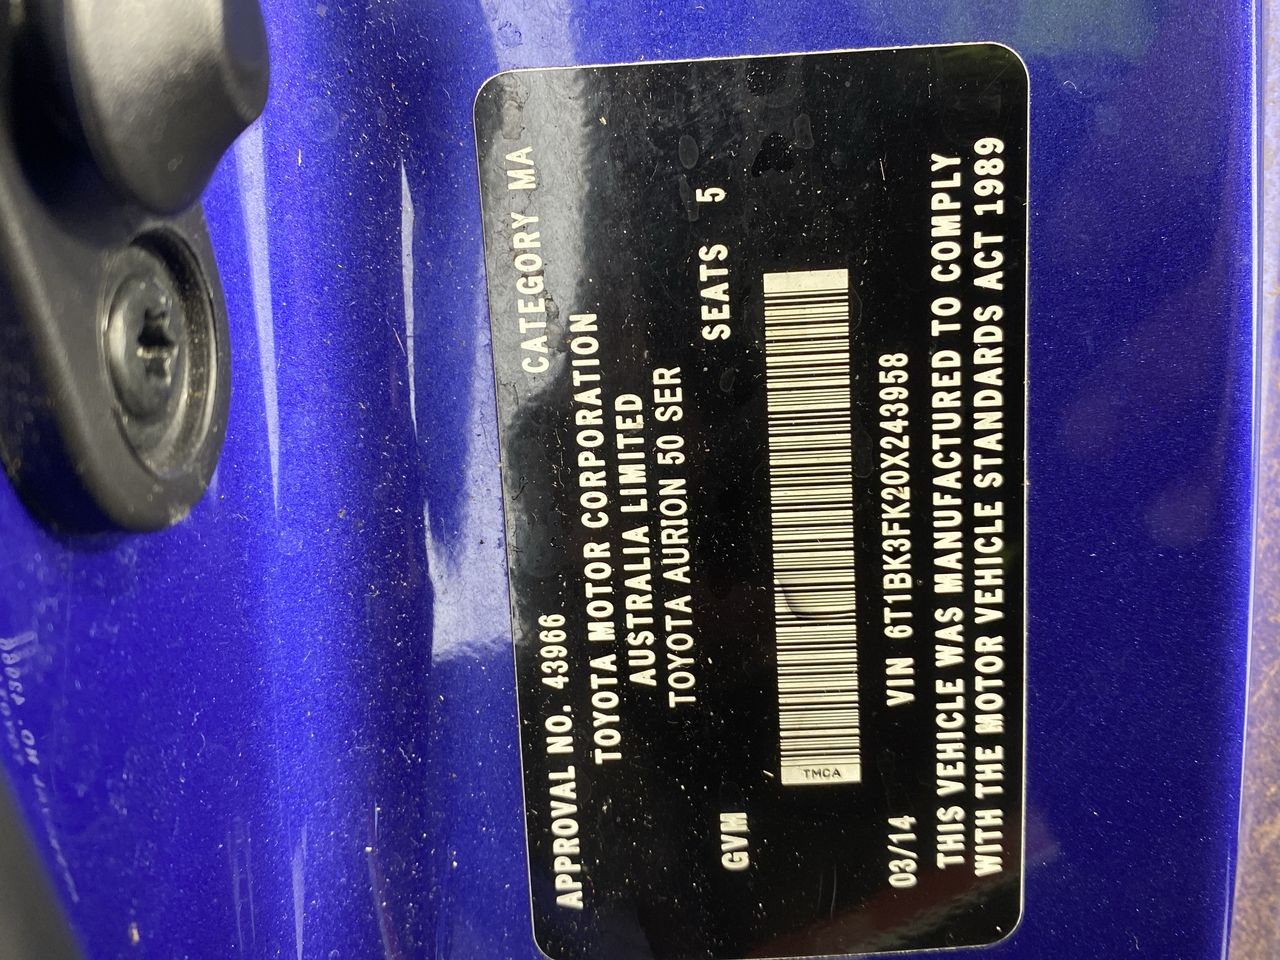 APPROVAL NO. 43966 CATEGORY MA
TOYOTA MOTOR CORPORATION
AUSTRALIA LIMITED
TOYOTA AURION 50 SER
GVM SEATS 5
TMCA
03/14 VIN 6T1BK3FK20X243958
THIS VEHICLE WAS MANUFACTURED TO COMPLY
WITH THE MOTOR VEHICLE STANDARDS ACT 1989